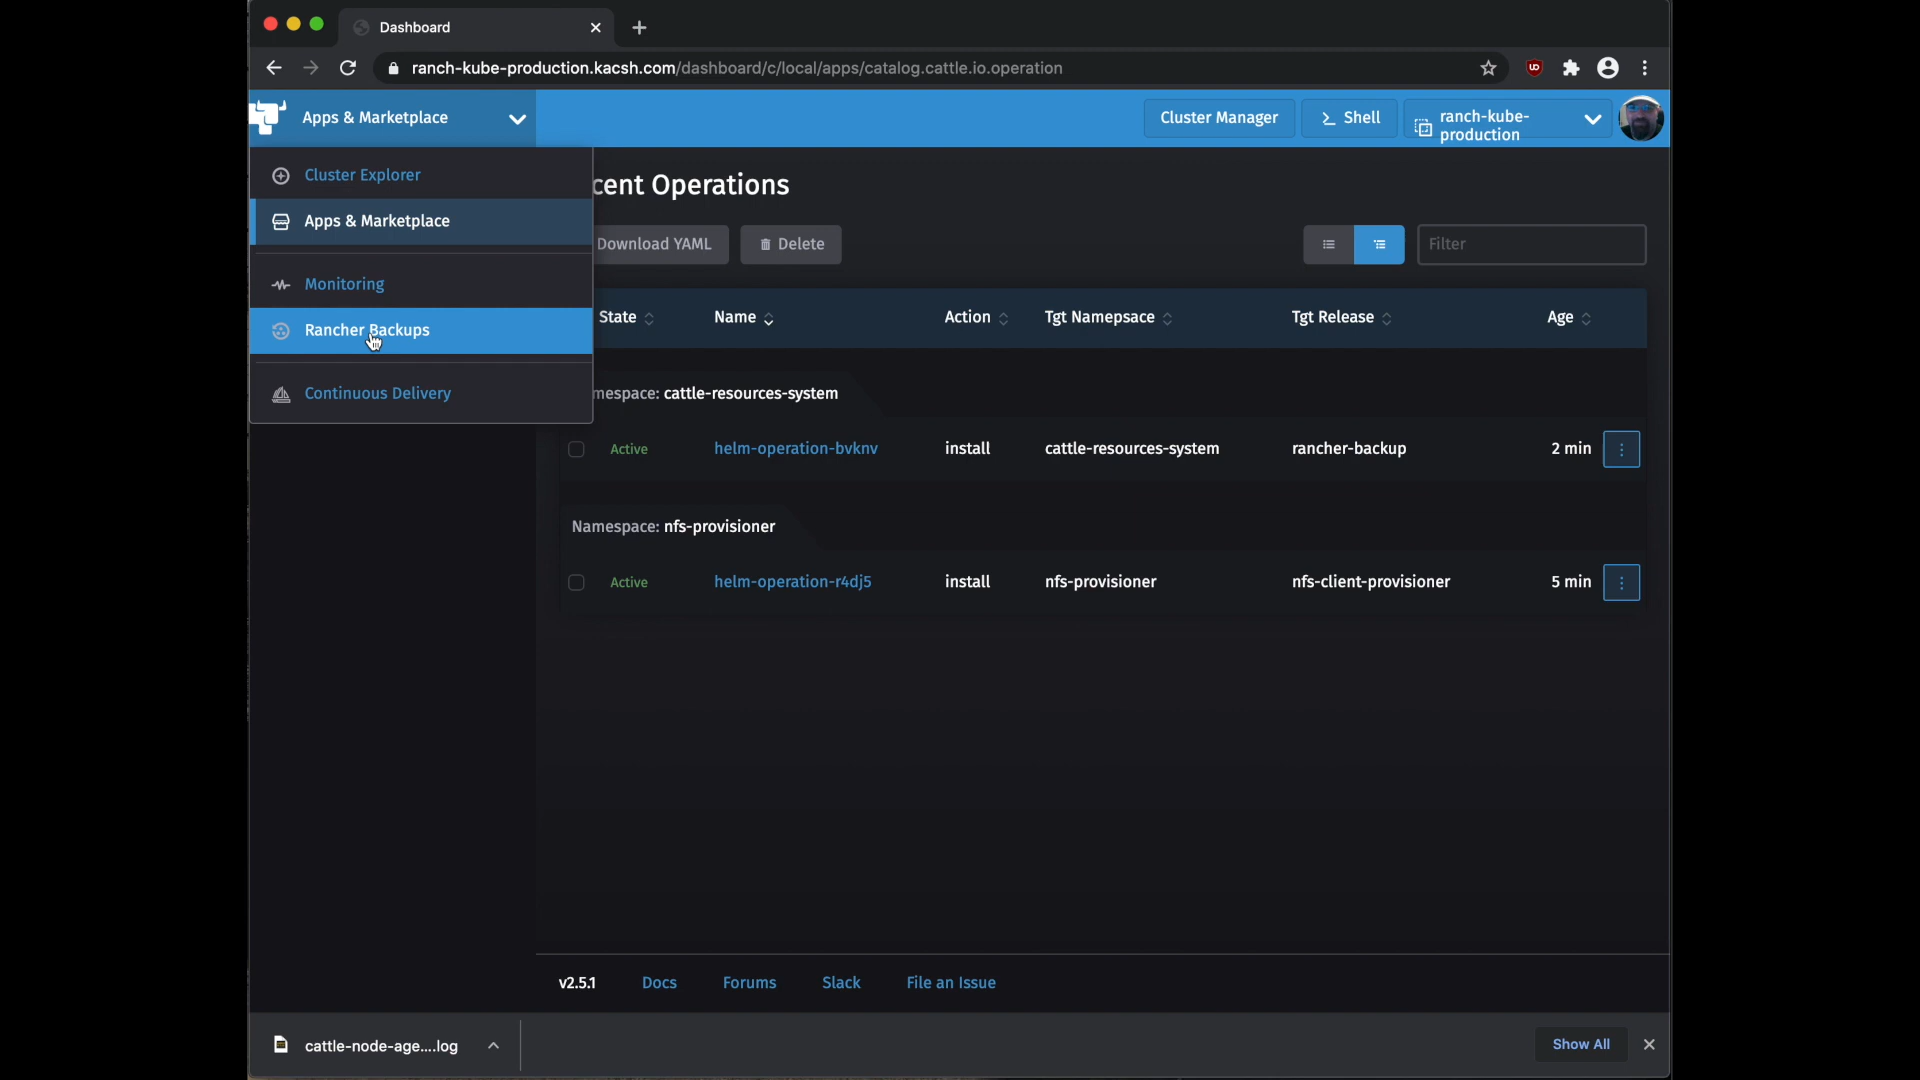 Dashboard
ranch-kube-production.kacsh.com/dashboard/c/local/apps/catalog.cattle.io.operation
Apps & Marketplace
Cluster Manager
Shell
ranch-kube-
production
Cluster Explorer
Apps & Marketplace
Monitoring
Rancher Backups
Continuous Delivery
cent Operations
Download YAML
Delete
Filter
State Name Action Tgt Namepsace Tgt Release Age
mespace: cattle-resources-system
Active helm-operation-bvknv install cattle-resources-system rancher-backup 2 min
Namespace: nfs-provisioner
Active helm-operation-r4dj5 install nfs-provisioner nfs-client-provisioner 5 min
v2.5.1 Docs Forums Slack File an Issue
cattle-node-age....log
Show All